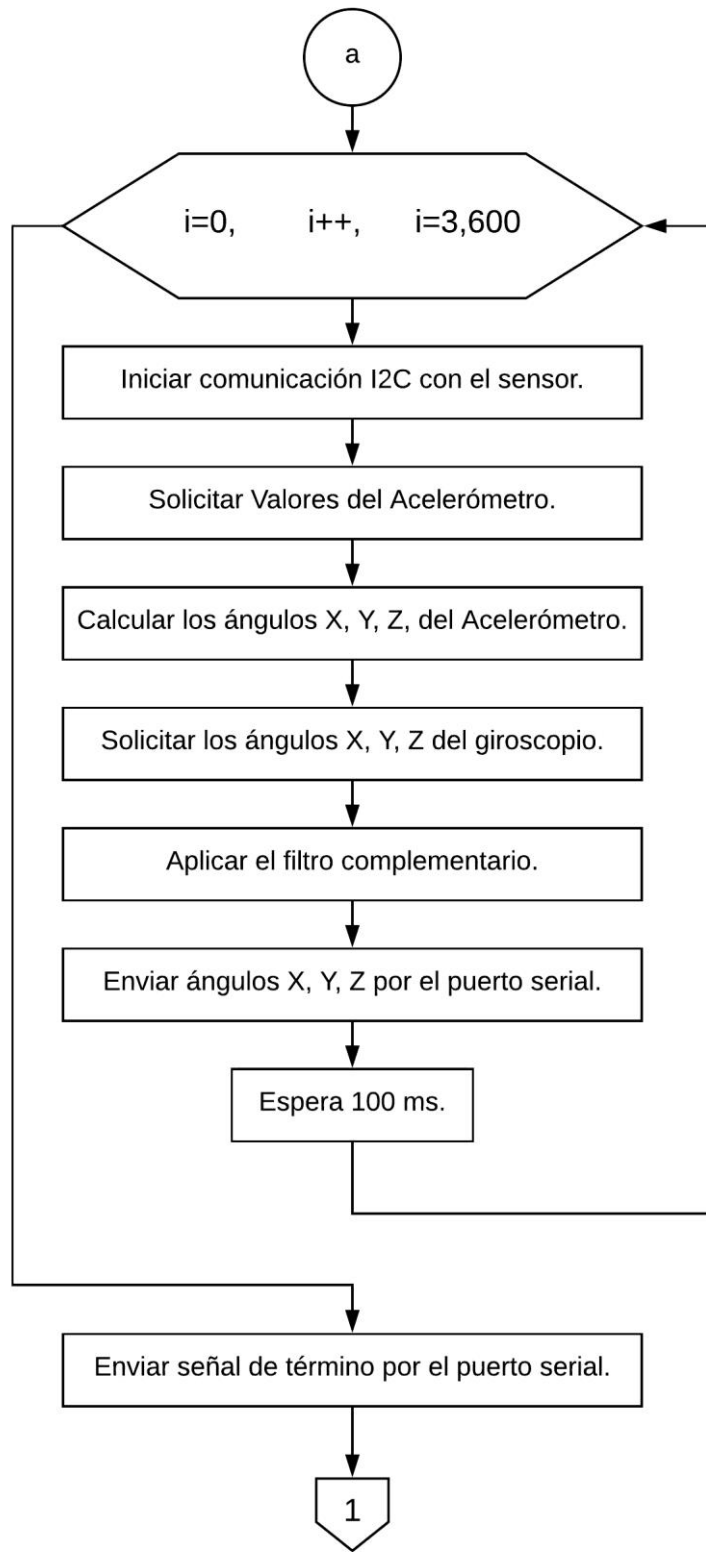 a
i=0, i++, i=3,600
Iniciar comunicación I2C con el sensor.
Solicitar Valores del Acelerómetro.
Calcular los ángulos X, Y, Z, del Acelerómetro.
Solicitar los ángulos X, Y, Z del giroscopio.
Aplicar el filtro complementario.
Enviar ángulos X, Y, Z por el puerto serial.
Espera 100 ms.
Enviar señal de término por el puerto serial.
1